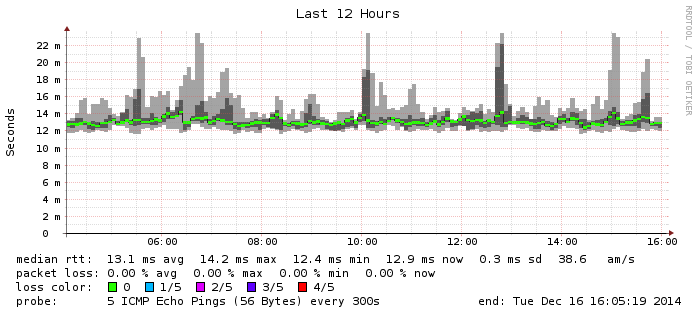 Last 12 Hours
RRDTOOL / TOBI OETIKER
Seconds
22 m
20 m
18 m
16 m
14 m
12 m
10 m
8 m
6 m
4 m
2 m
0
06:00 08:00 10:00 12:00 14:00 16:00
median rtt: 13.1 ms avg 14.2 ms max 12.4 ms min 12.9 ms now 0.3 ms sd 38.6 am/s
packet loss: 0.00 % avg 0.00 % max 0.00 % min 0.00 % now
loss color: 0 1/5 2/5 3/5 4/5
probe: 5 ICMP Echo Pings (56 Bytes) every 300s end: Tue Dec 16 16:05:19 2014